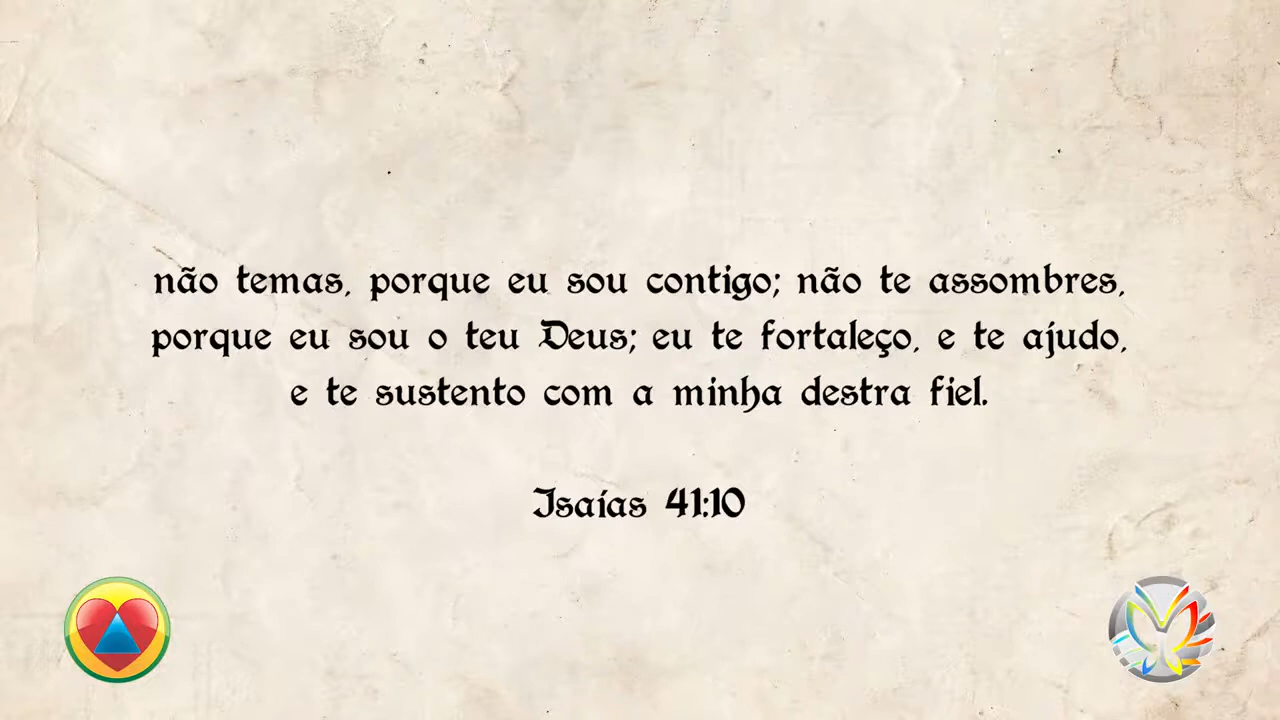 não temas, porque eu sou contigo; não te assombres,
porque eu sou o teu Deus; eu te fortaleço, e te ajudo,
e te sustento com a minha destra fiel.
Isaías 41:10